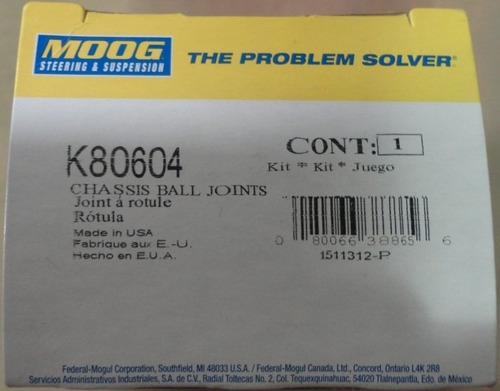 MOOG
STEERING & SUSPENSION
THE PROBLEM SOLVER®
K80604
CONT: 1
Kit * Kit * Juego
CHASSIS BALL JOINTS
Joint á rotule
Rótula
Made in USA
Fabrique aux E.-U.
Hecho en E.U.A.
0 80066 38865 6
1511312-P
Federal-Mogul Corporation, Southfield, MI 48033 U.S.A. / Federal-Mogul Canada, Ltd., Concord, Ontario L4K 2R8
Servicios Administrativos Industriales, S.A. de C.V., Radial Toltecas No. 2, Col. Tequexquinahuac, 54020 Tlalnepantla, Edo. de México